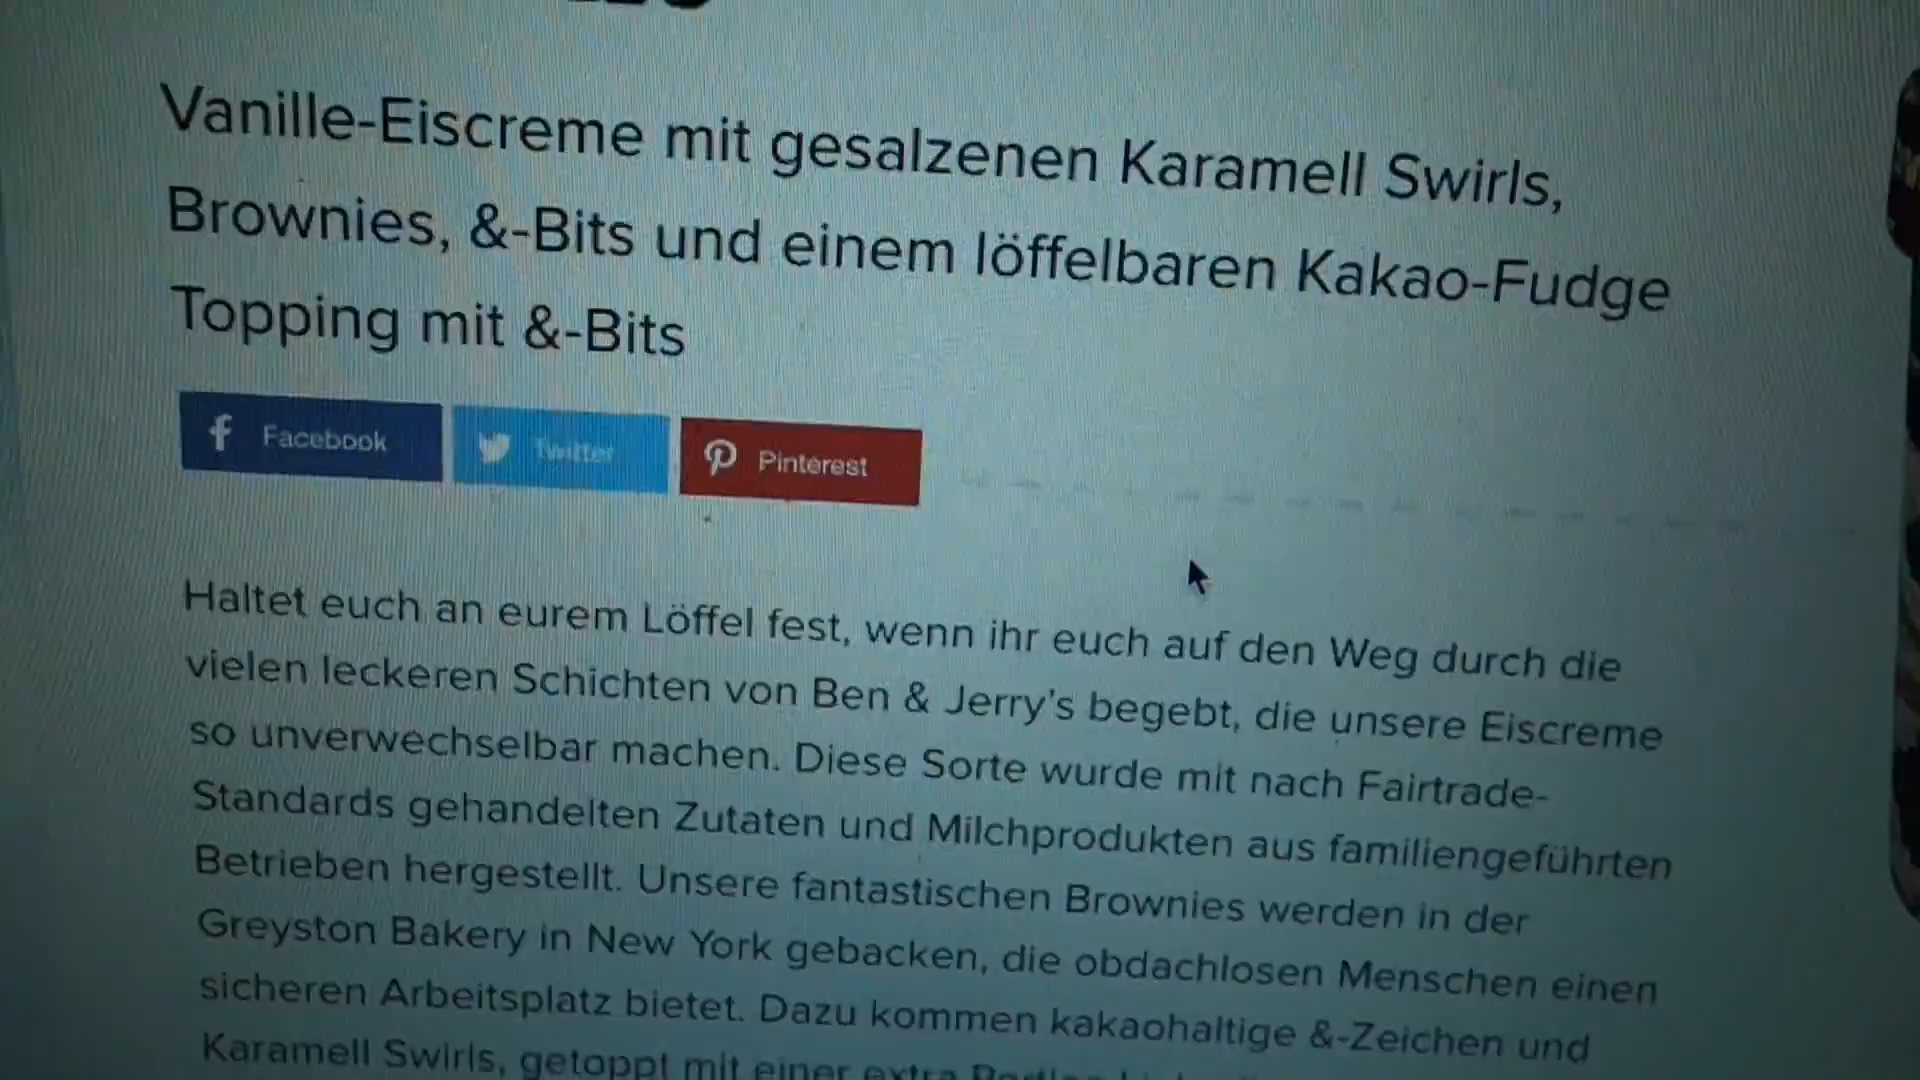 Vanille-Eiscreme mit gesalzenen Karamell Swirls,
Brownies, &-Bits und einem löffelbaren Kakao-Fudge
Topping mit &-Bits
Facebook
Twitter
Pinterest
Haltet euch an eurem Löffel fest, wenn ihr euch auf den Weg durch die
vielen leckeren Schichten von Ben & Jerry's begebt, die unsere Eiscreme
so unverwechselbar machen. Diese Sorte wurde mit nach Fairtrade-
Standards gehandelten Zutaten und Milchprodukten aus familiengeführten
Betrieben hergestellt. Unsere fantastischen Brownies werden in der
Greyston Bakery in New York gebacken, die obdachlosen Menschen einen
sicheren Arbeitsplatz bietet. Dazu kommen kakaohaltige &-Zeichen und
Karamell Swirls, getoppt mit einer extra